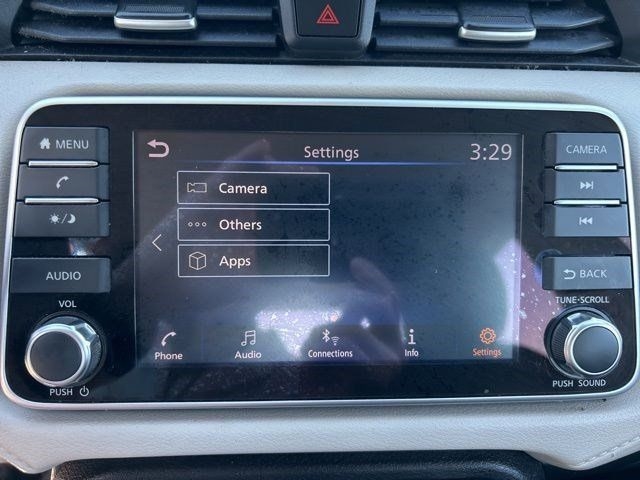 MENU
AUDIO
VOL
PUSH
Settings
3:29
Camera
Others
Apps
Phone
Audio
Connections
Info
Settings
CAMERA
BACK
TUNE·SCROLL
PUSH SOUND